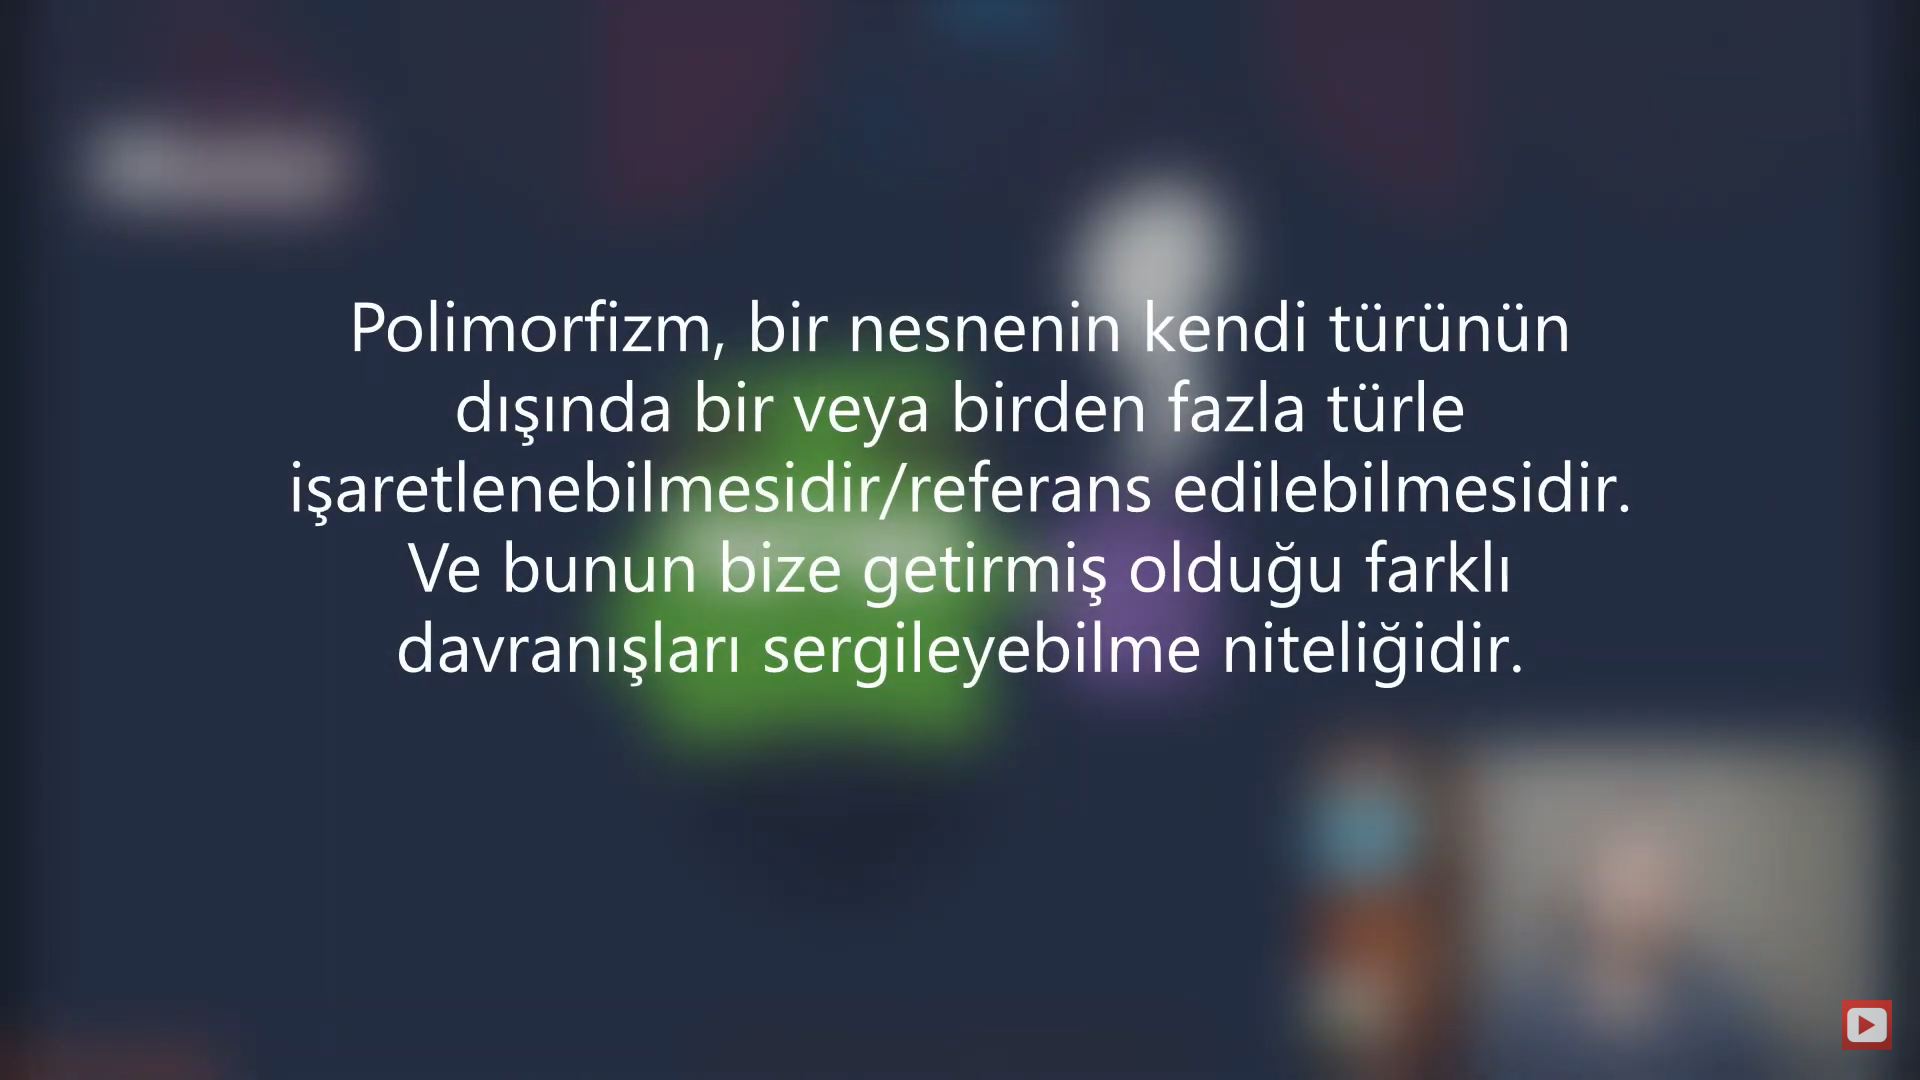 Polimorfizm, bir nesnenin kendi türünün
dışında bir veya birden fazla türle
işaretlenebilmesidir/referans edilebilmesidir.
Ve bunun bize getirmiş olduğu farklı
davranışları sergileyebilme niteliğidir.